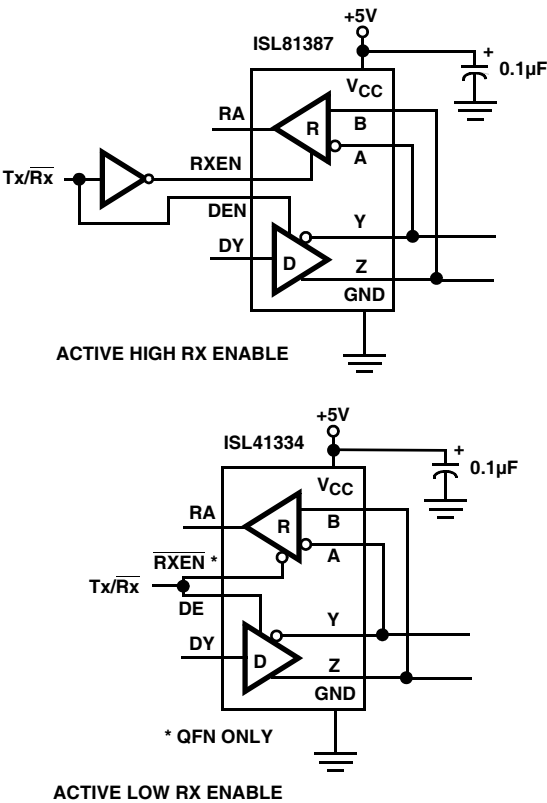 +5V
ISL81387
+
0.1µF
VCC
RA
B
R
A
RXEN
Tx/Rx
DEN
Y
DY
D
Z
GND
ACTIVE HIGH RX ENABLE
+5V
ISL41334
+
0.1µF
VCC
RA
B
R
A
RXEN *
Tx/Rx
DE
Y
DY
D
Z
GND
* QFN ONLY
ACTIVE LOW RX ENABLE